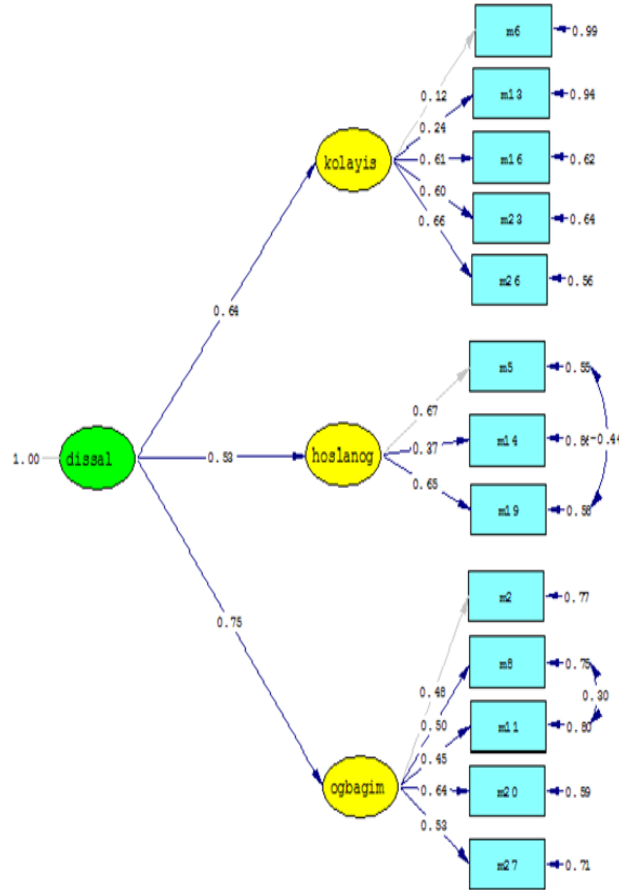 m6
0.99
0.12
m13
0.94
0.24
kolayis
0.61
m16
0.62
0.60
m23
0.64
0.66
m26
0.56
0.64
m5
0.55
0.67
1.00
dissal
0.53
hoslanog
0.37
m14
0.86
-0.44
0.65
m19
0.58
0.75
m2
0.77
0.48
m8
0.75
0.50
0.30
m11
0.80
0.45
ogbagim
0.64
m20
0.59
0.53
m27
0.71